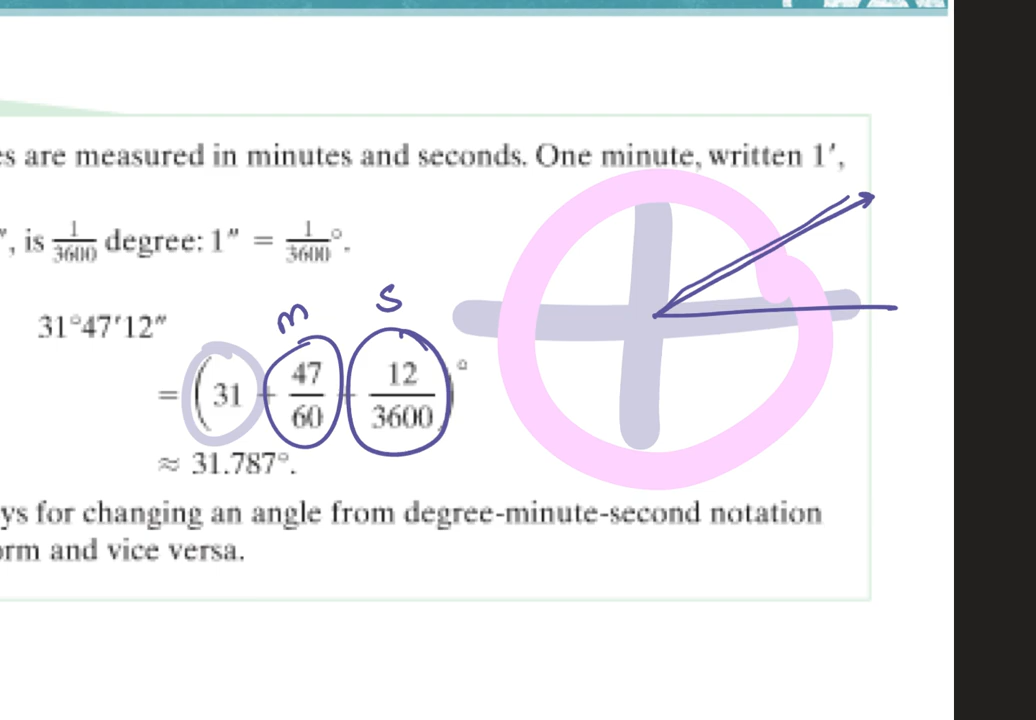 es are measured in minutes and seconds. One minute, written 1′,
″, is 1/3600 degree: 1″ = 1/3600°.
31°47′12″
m s
= (31 + 47/60 + 12/3600)°
≈ 31.787°.
ys for changing an angle from degree-minute-second notation
orm and vice versa.